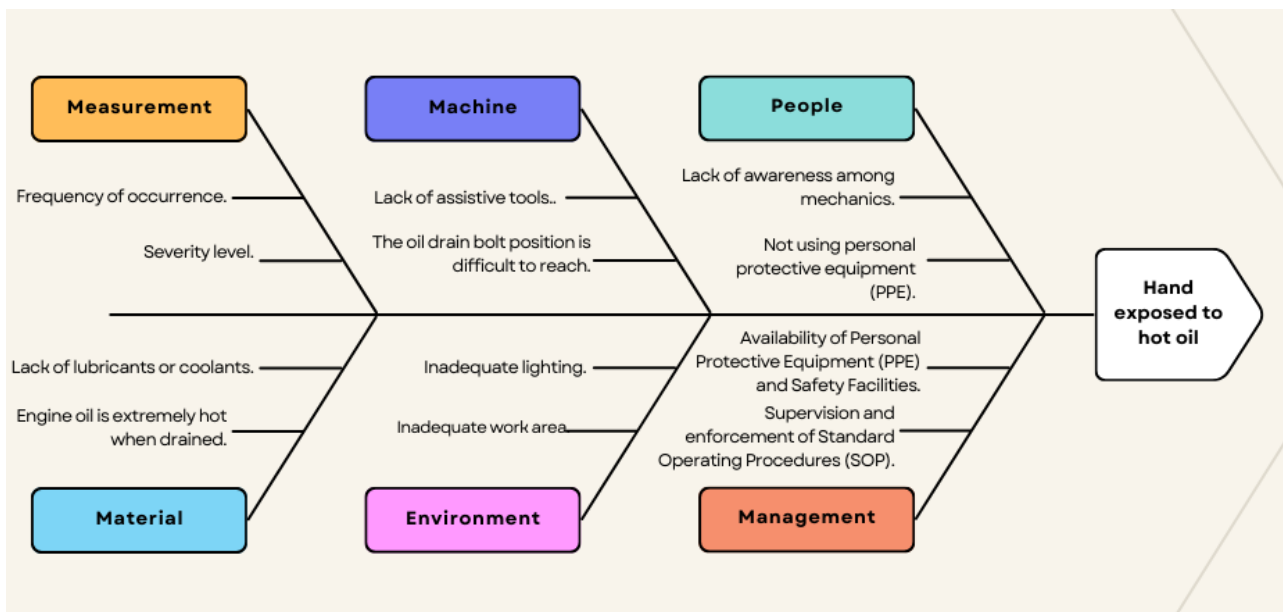 Measurement
Machine
People
Frequency of occurrence.
Severity level.
Lack of assistive tools..
The oil drain bolt position is
difficult to reach.
Lack of awareness among
mechanics.
Not using personal
protective equipment
(PPE).
Hand
exposed to
hot oil
Lack of lubricants or coolants.
Engine oil is extremely hot
when drained.
Inadequate lighting.
Inadequate work area.
Availability of Personal
Protective Equipment (PPE)
and Safety Facilities.
Supervision and
enforcement of Standard
Operating Procedures (SOP).
Material
Environment
Management